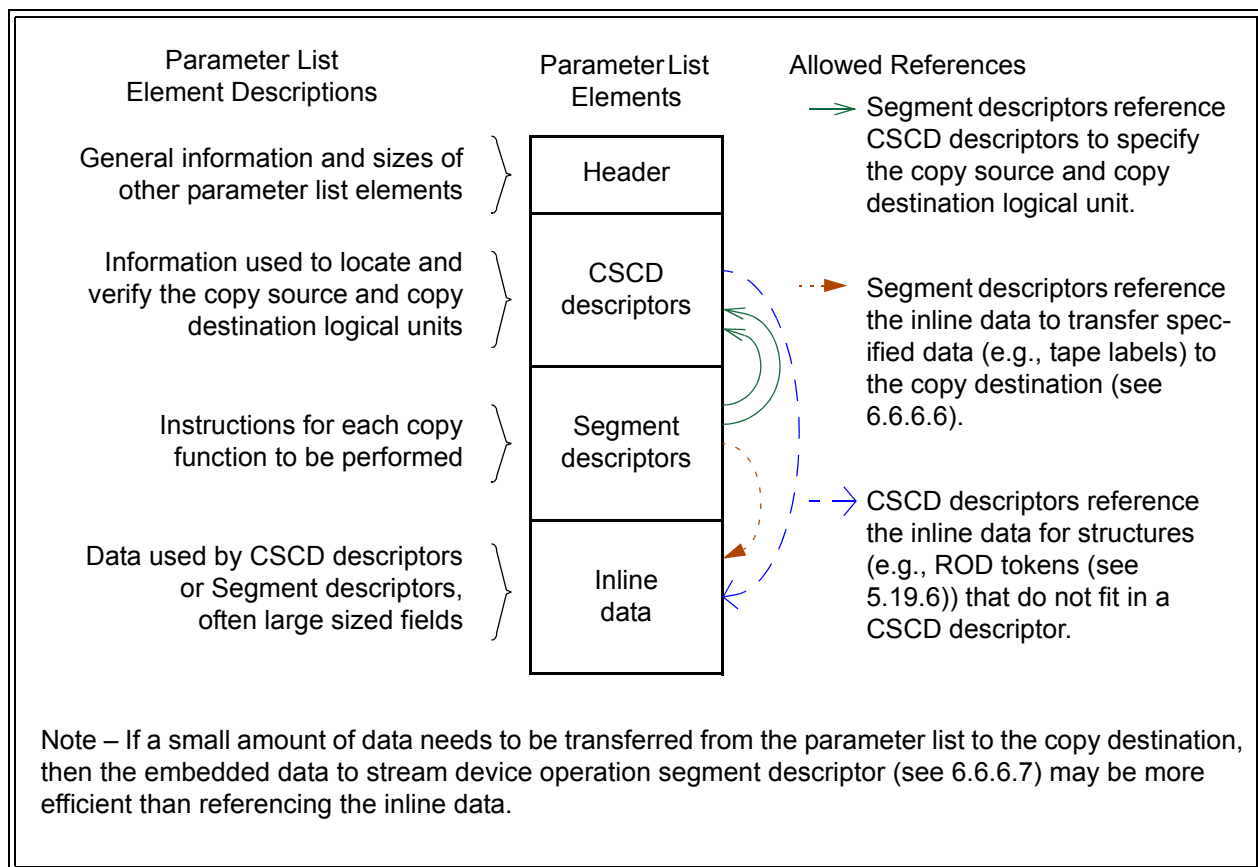 Parameter List
Element Descriptions
Parameter List
Elements
Allowed References
General information and sizes of
other parameter list elements
Header
Segment descriptors reference
CSCD descriptors to specify
the copy source and copy
destination logical unit.
Information used to locate and
verify the copy source and copy
destination logical units
CSCD
descriptors
Segment descriptors reference
the inline data to transfer spec-
ified data (e.g., tape labels) to
the copy destination (see
6.6.6.6).
Instructions for each copy
function to be performed
Segment
descriptors
CSCD descriptors reference
the inline data for structures
(e.g., ROD tokens (see
5.19.6)) that do not fit in a
CSCD descriptor.
Data used by CSCD descriptors
or Segment descriptors,
often large sized fields
Inline
data
Note – If a small amount of data needs to be transferred from the parameter list to the copy destination,
then the embedded data to stream device operation segment descriptor (see 6.6.6.7) may be more
efficient than referencing the inline data.